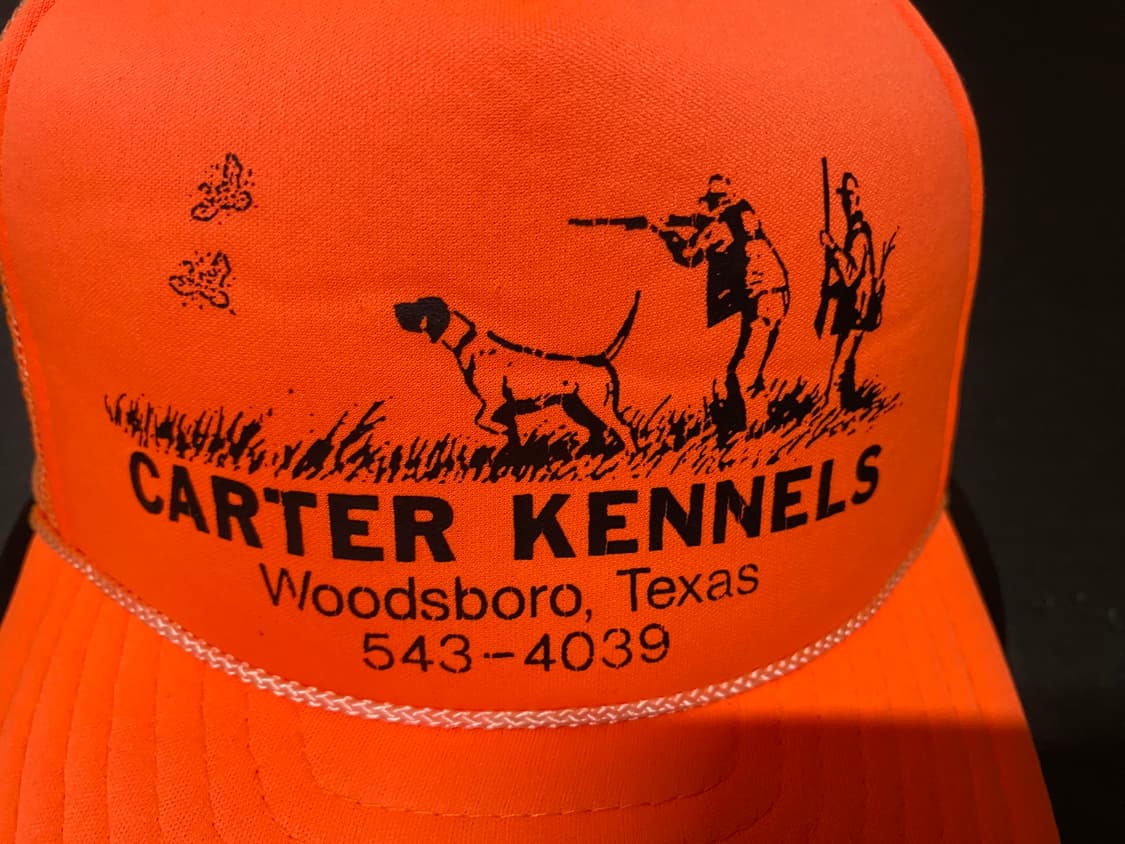 CARTER KENNELS
Woodsboro, Texas
543-4039